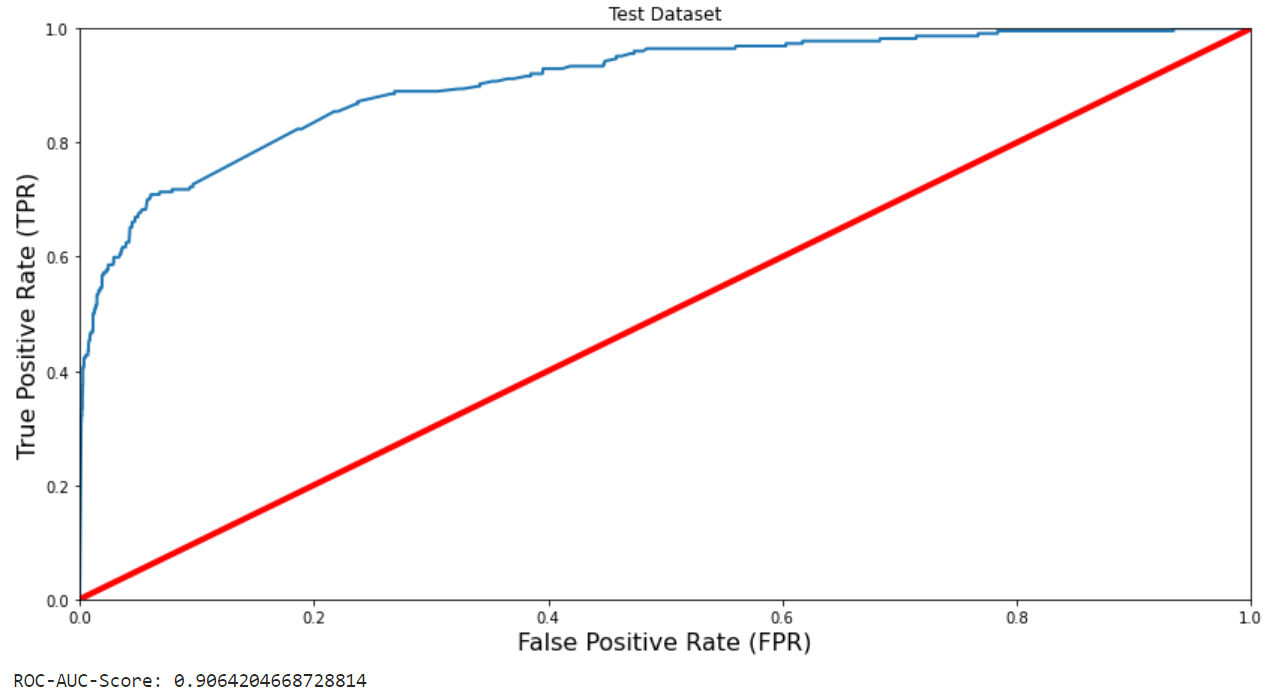 Test Dataset
1.0
0.8
0.6
0.4
0.2
0.0
True Positive Rate (TPR)
0.0 0.2 0.4 0.6 0.8 1.0
False Positive Rate (FPR)
ROC-AUC-Score: 0.9064204668728814